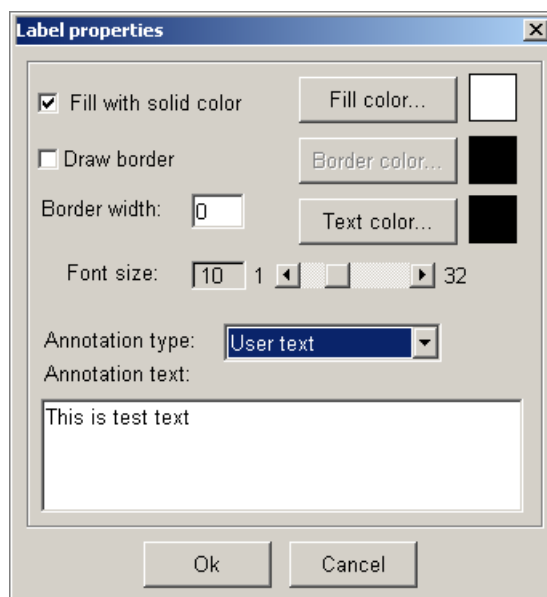 Label properties
Fill with solid color Fill color...
Draw border Border color...
Border width: 0
Text color...
Font size: 10 1 32
Annotation type: User text
Annotation text:
This is test text
Ok Cancel